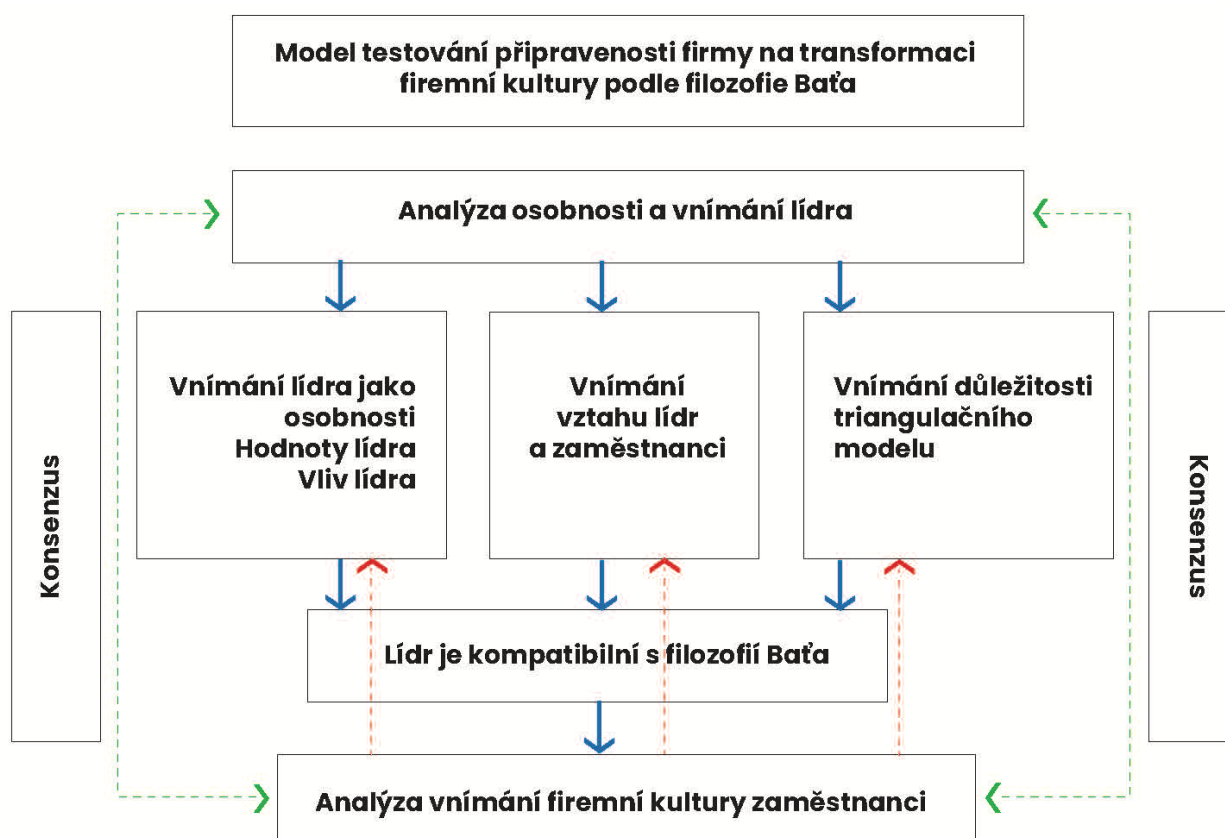 Model testování připravenosti firmy na transformaci
firemní kultury podle filozofie Baťa
Analýza osobnosti a vnímání lídra
Konsenzus
Vnímání lídra jako
osobnosti
Hodnoty lídra
Vliv lídra
Vnímání
vztahu lídr
a zaměstnanci
Vnímání důležitosti
triangulačního
modelu
Konsenzus
Lídr je kompatibilní s filozofií Baťa
Analýza vnímání firemní kultury zaměstnanci